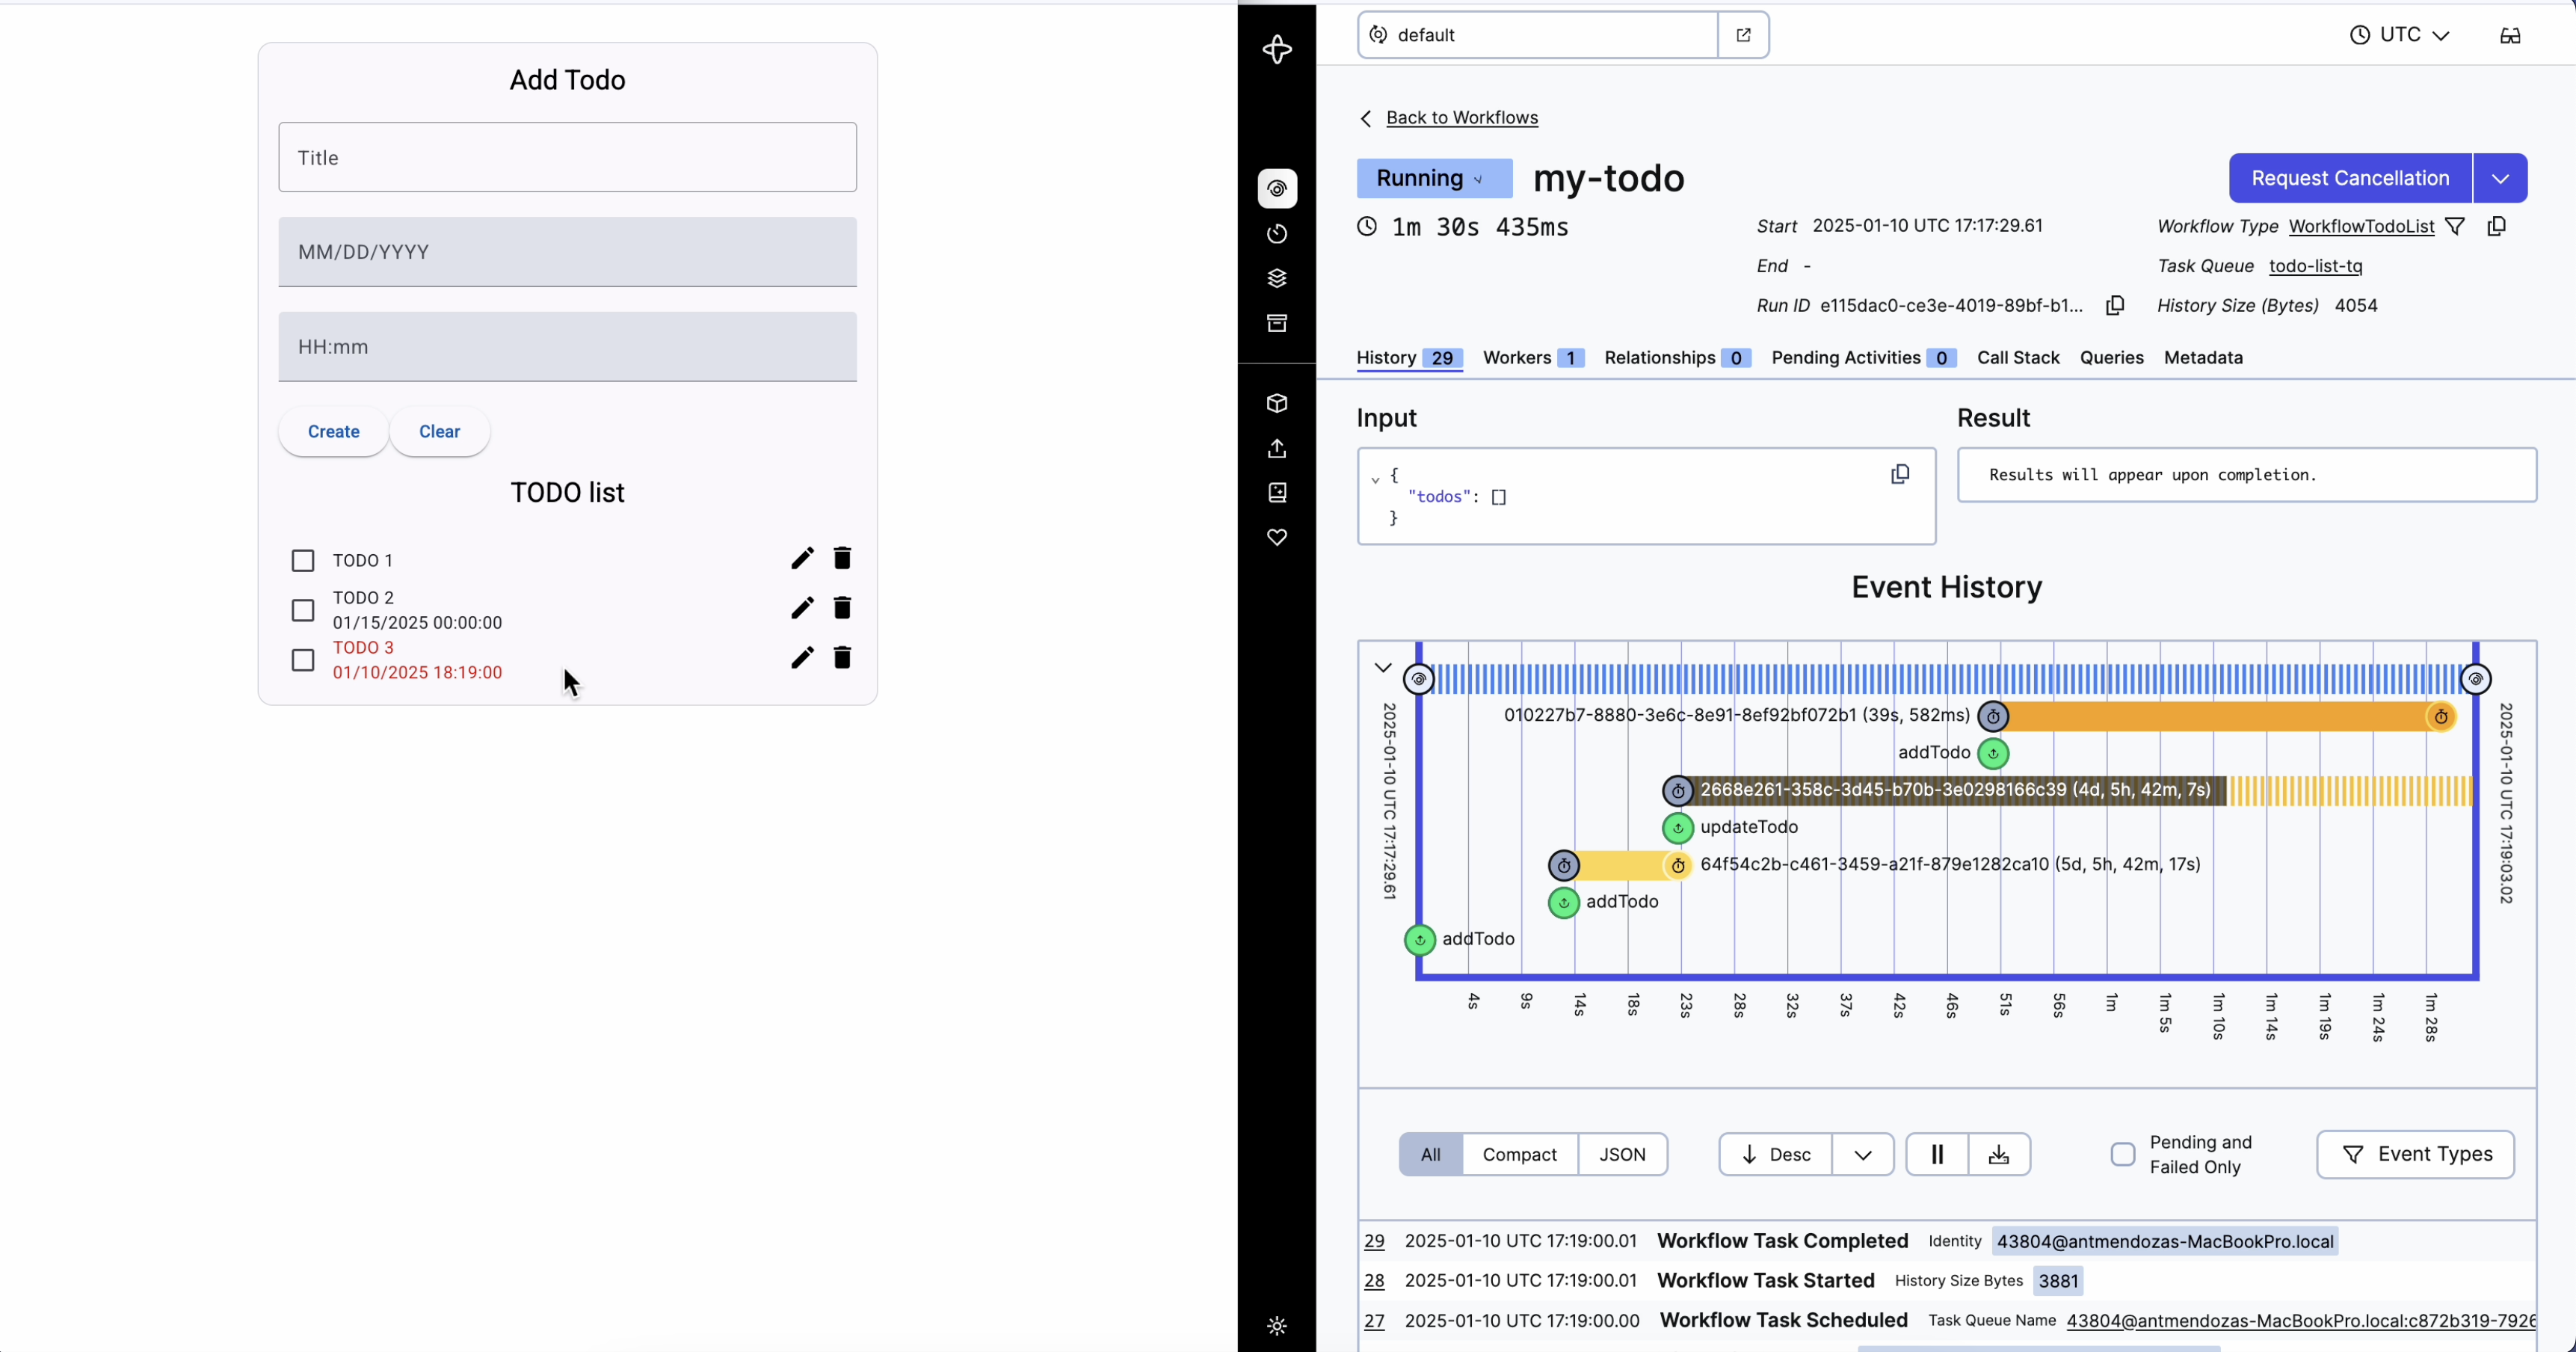 Add Todo
Title
MM/DD/YYYY
HH:mm
Create Clear
TODO list
TODO 1
TODO 2
01/15/2025 00:00:00
TODO 3
01/10/2025 18:19:00
default
UTC
Back to Workflows
Running my-todo
Request Cancellation
1m 30s 435ms
Start 2025-01-10 UTC 17:17:29.61
Workflow Type WorkflowTodoList
End -
Task Queue todo-list-tq
Run ID e115dac0-ce3e-4019-89bf-b1...
History Size (Bytes) 4054
History 29 Workers 1 Relationships 0 Pending Activities 0 Call Stack Queries Metadata
Input
{
"todos": []
}
Result
Results will appear upon completion.
Event History
2025-01-10 UTC 17:17:29.61
010227b7-8880-3e6c-8e91-8ef92bf072b1 (39s, 582ms)
addTodo
2668e261-358c-3d45-b70b-3e0298166c39 (4d, 5h, 42m, 7s)
updateTodo
64f54c2b-c461-3459-a21f-879e1282ca10 (5d, 5h, 42m, 17s)
addTodo
addTodo
2025-01-10 UTC 17:19:03.02
4s 9s 14s 18s 23s 28s 32s 37s 42s 46s 51s 56s 1m 1m 5s 1m 10s 1m 14s 1m 19s 1m 24s 1m 28s
All Compact JSON
Desc
Pending and
Failed Only
Event Types
29 2025-01-10 UTC 17:19:00.01 Workflow Task Completed Identity 43804@antmendozas-MacBookPro.local
28 2025-01-10 UTC 17:19:00.01 Workflow Task Started History Size Bytes 3881
27 2025-01-10 UTC 17:19:00.00 Workflow Task Scheduled Task Queue Name 43804@antmendozas-MacBookPro.local:c872b319-7926